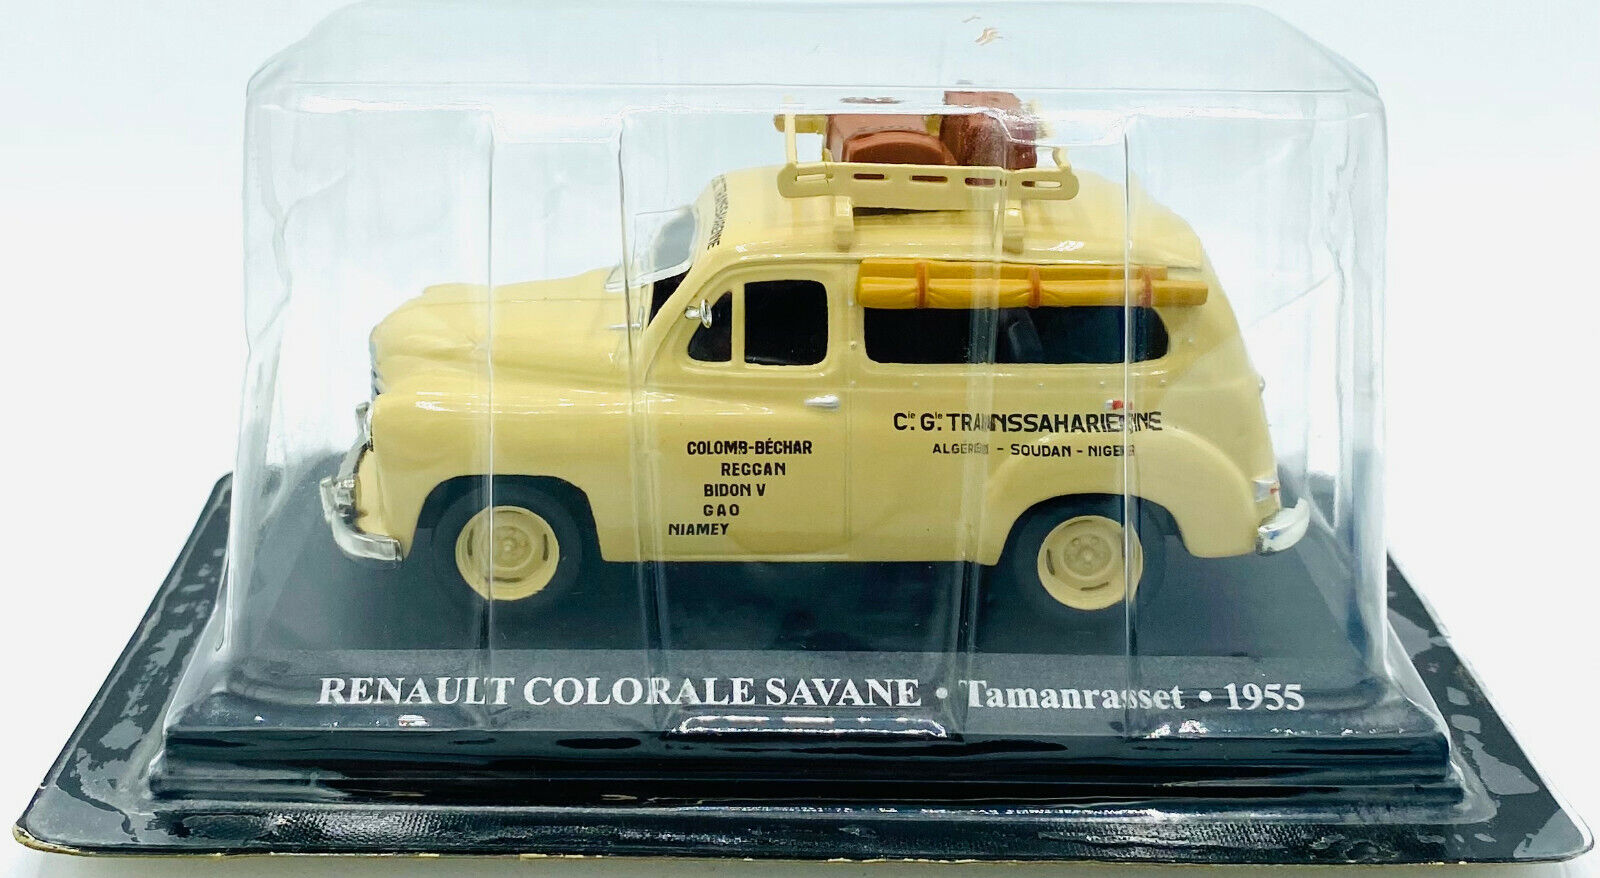 Cie Gle TRANSSAHARIENNE
ALGERIE - SOUDAN - NIGER
COLOMB-BÉCHAR
REGGAN
BIDON V
GAO
NIAMEY
RENAULT COLORALE SAVANE • Tamanrasset • 1955